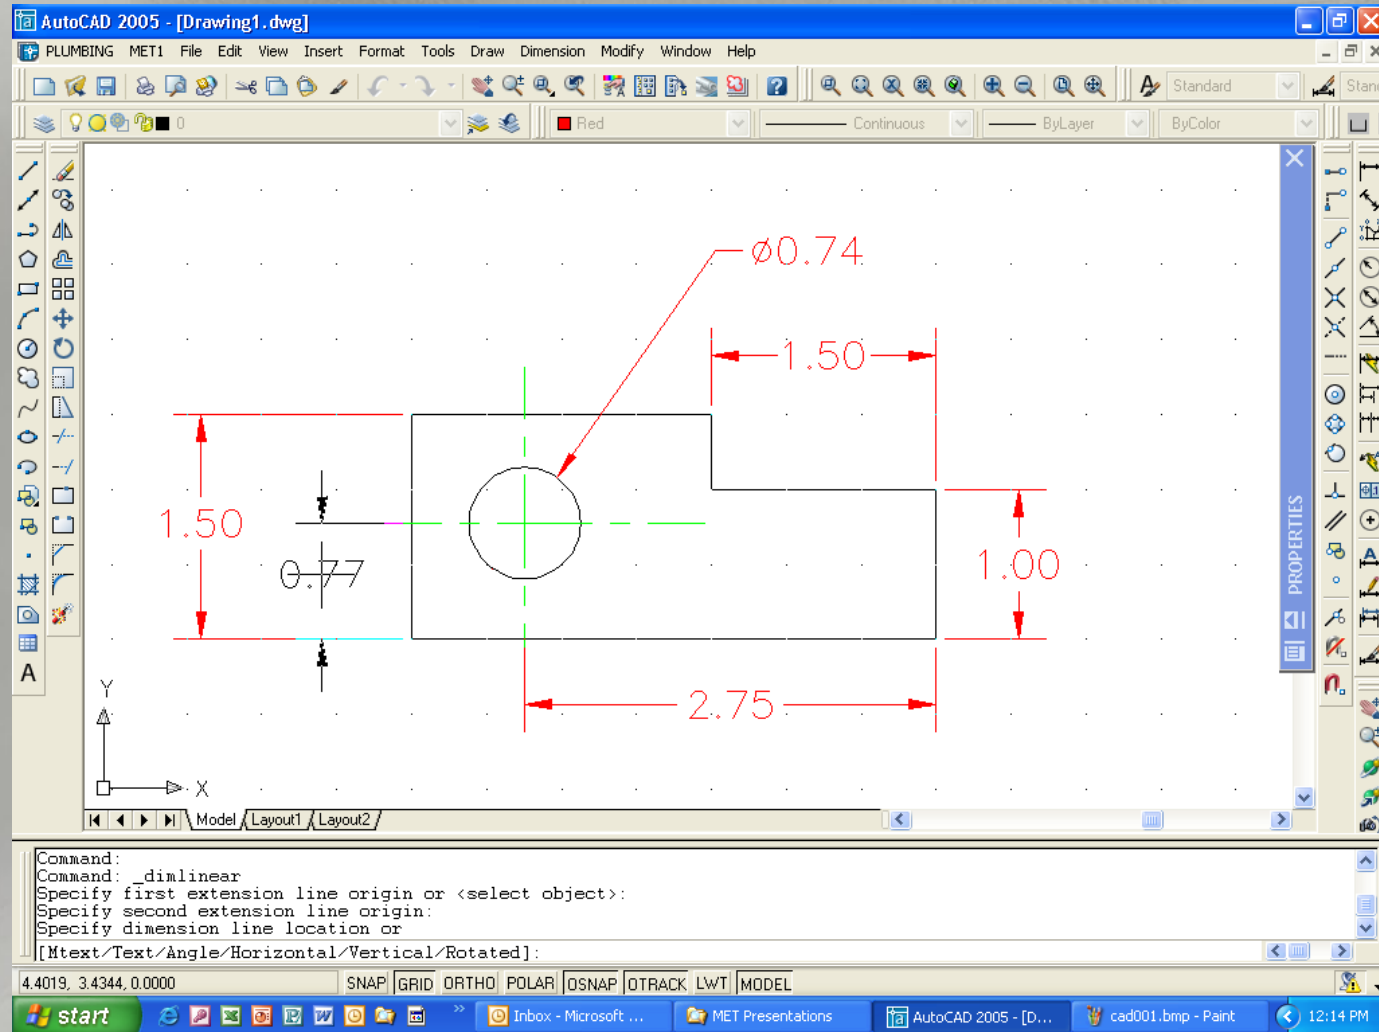 AutoCAD 2005 - [Drawing1.dwg]
PLUMBING MET1 File Edit View Insert Format Tools Draw Dimension Modify Window Help
Standard Stand
0 Red Continuous ByLayer ByColor
Ø0.74
1.50
1.50
0.77
1.00
2.75
PROPERTIES
Y
X
A
Model Layout1 Layout2
Command:
Command: _dimlinear
Specify first extension line origin or <select object>:
Specify second extension line origin:
Specify dimension line location or
[Mtext/Text/Angle/Horizontal/Vertical/Rotated]:
4.4019, 3.4344, 0.0000 SNAP GRID ORTHO POLAR OSNAP OTRACK LWT MODEL
start Inbox - Microsoft ... MET Presentations AutoCAD 2005 - [D... cad001.bmp - Paint 12:14 PM